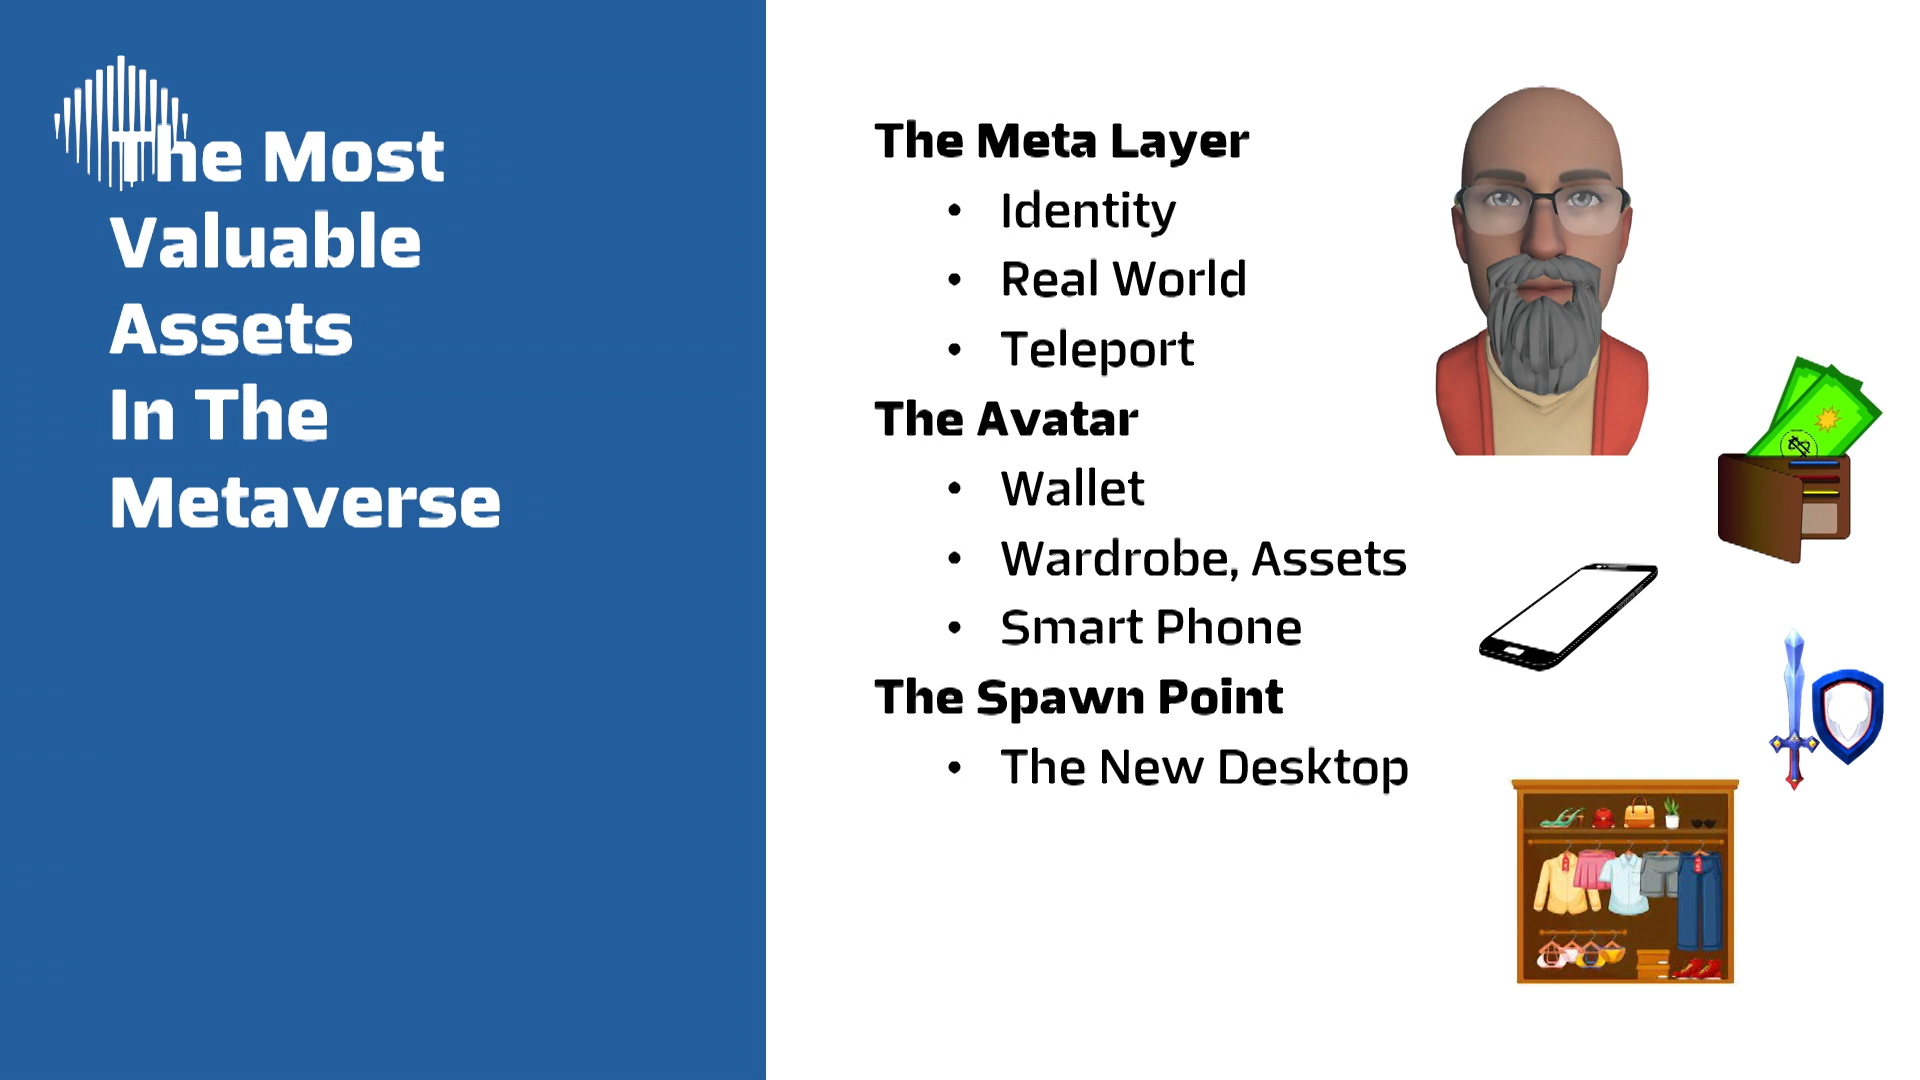 The Most
Valuable
Assets
In The
Metaverse
The Meta Layer
• Identity
• Real World
• Teleport
The Avatar
• Wallet
• Wardrobe, Assets
• Smart Phone
The Spawn Point
• The New Desktop